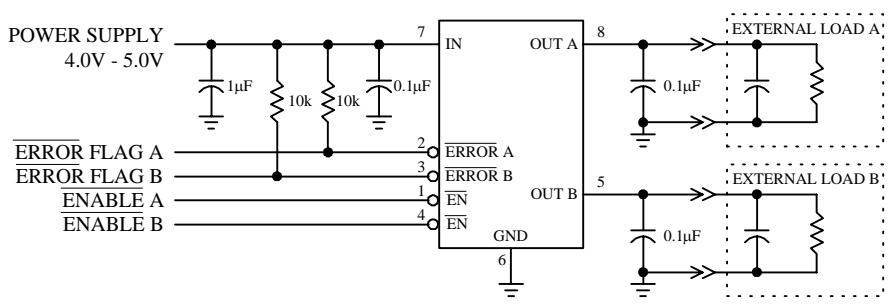 POWER SUPPLY
4.0V - 5.0V
7
IN
OUT A
8
EXTERNAL LOAD A
1μF
10k
10k
0.1μF
0.1μF
ERROR FLAG A
2
ERROR A
ERROR FLAG B
3
ERROR B
ENABLE A
1
EN
ENABLE B
4
EN
OUT B
5
EXTERNAL LOAD B
0.1μF
GND
6